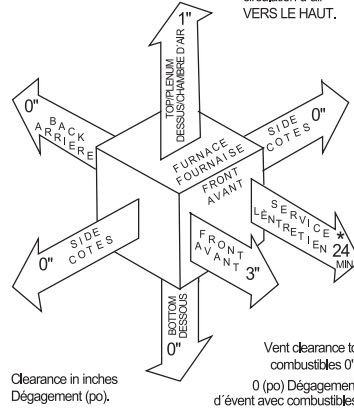 circulation d'air
VERS LE HAUT.
1"
TOP/PLENUM
DESSUS/CHAMBRE D'AIR
0"
BACK
ARRIERE
SIDE
COTES
0"
FURNACE
FOURNAISE
FRONT
AVANT
SERVICE
L'ENTRETIEN
*
24
MIN
0"
SIDE
COTES
FRONT
AVANT
3"
BOTTOM
DESSOUS
0"
Clearance in inches
Dégagement (po).
Vent clearance to
combustibles 0"
0 (po) Dégagement
d'évent avec combustibles